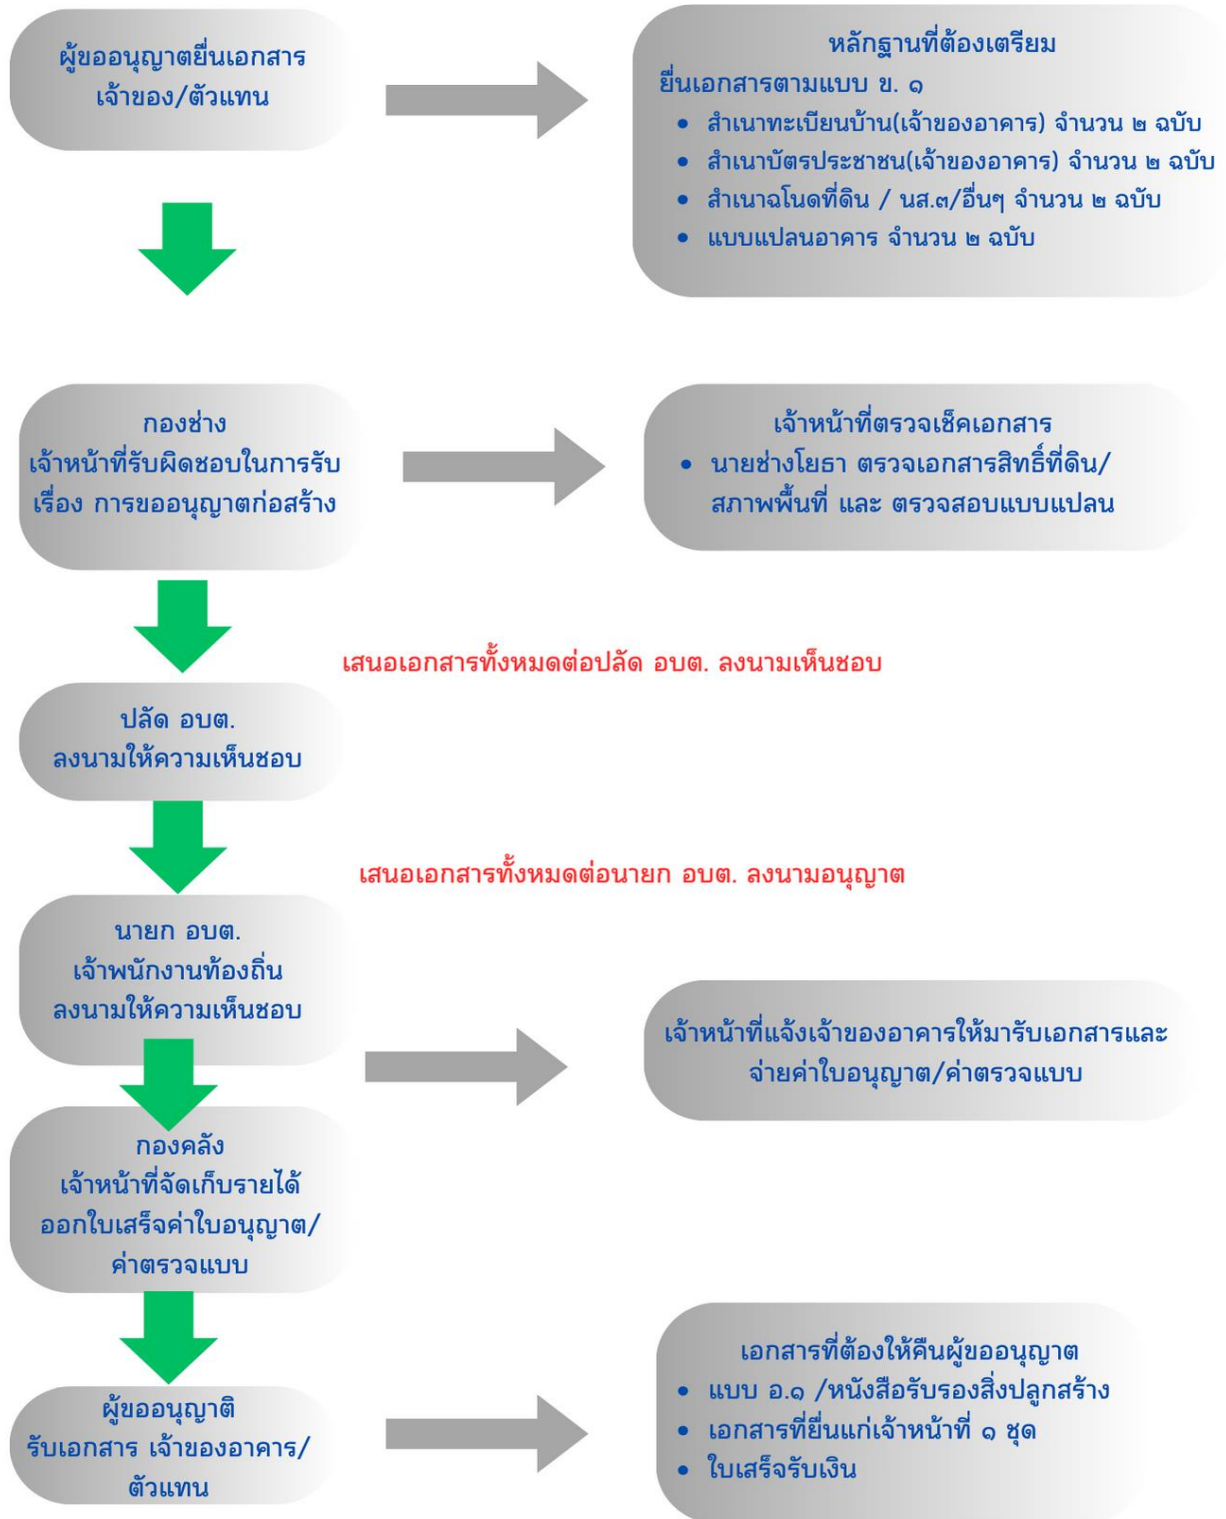 ผู้ขออนุญาตยื่นเอกสาร
เจ้าของ/ตัวแทน
หลักฐานที่ต้องเตรียม
ยื่นเอกสารตามแบบ ข. ๑
• สำเนาทะเบียนบ้าน(เจ้าของอาคาร) จำนวน ๒ ฉบับ
• สำเนาบัตรประชาชน(เจ้าของอาคาร) จำนวน ๒ ฉบับ
• สำเนาฉโนดที่ดิน / นส.๓/อื่นๆ จำนวน ๒ ฉบับ
• แบบแปลนอาคาร จำนวน ๒ ฉบับ
กองช่าง
เจ้าหน้าที่รับผิดชอบในการรับ
เรื่อง การขออนุญาตก่อสร้าง
เจ้าหน้าที่ตรวจเช็คเอกสาร
• นายช่างโยธา ตรวจเอกสารสิทธิ์ที่ดิน/
สภาพพื้นที่ และ ตรวจสอบแบบแปลน
เสนอเอกสารทั้งหมดต่อปลัด อบต. ลงนามเห็นชอบ
ปลัด อบต.
ลงนามให้ความเห็นชอบ
เสนอเอกสารทั้งหมดต่อนายก อบต. ลงนามอนุญาต
นายก อบต.
เจ้าพนักงานท้องถิ่น
ลงนามให้ความเห็นชอบ
เจ้าหน้าที่แจ้งเจ้าของอาคารให้มารับเอกสารและ
จ่ายค่าใบอนุญาต/ค่าตรวจแบบ
กองคลัง
เจ้าหน้าที่จัดเก็บรายได้
ออกใบเสร็จค่าใบอนุญาต/
ค่าตรวจแบบ
ผู้ขออนุญาติ
รับเอกสาร เจ้าของอาคาร/
ตัวแทน
เอกสารที่ต้องให้คืนผู้ขออนุญาต
• แบบ อ.๑ /หนังสือรับรองสิ่งปลูกสร้าง
• เอกสารที่ยื่นแก่เจ้าหน้าที่ ๑ ชุด
• ใบเสร็จรับเงิน